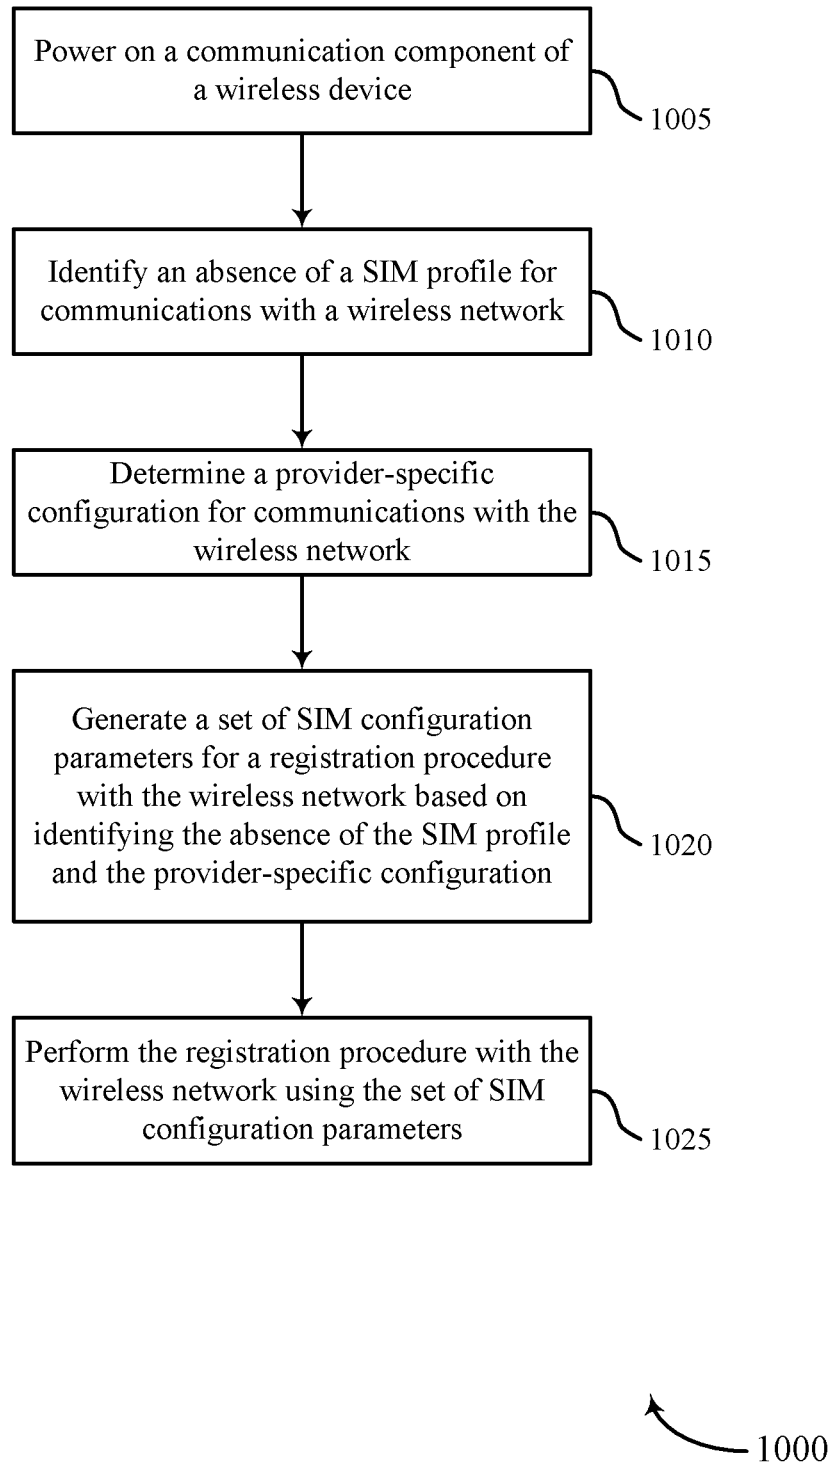 Power on a communication component of
a wireless device
1005
Identify an absence of a SIM profile for
communications with a wireless network
1010
Determine a provider-specific
configuration for communications with the
wireless network
1015
Generate a set of SIM configuration
parameters for a registration procedure
with the wireless network based on
identifying the absence of the SIM profile
and the provider-specific configuration
1020
Perform the registration procedure with the
wireless network using the set of SIM
configuration parameters
1025
1000